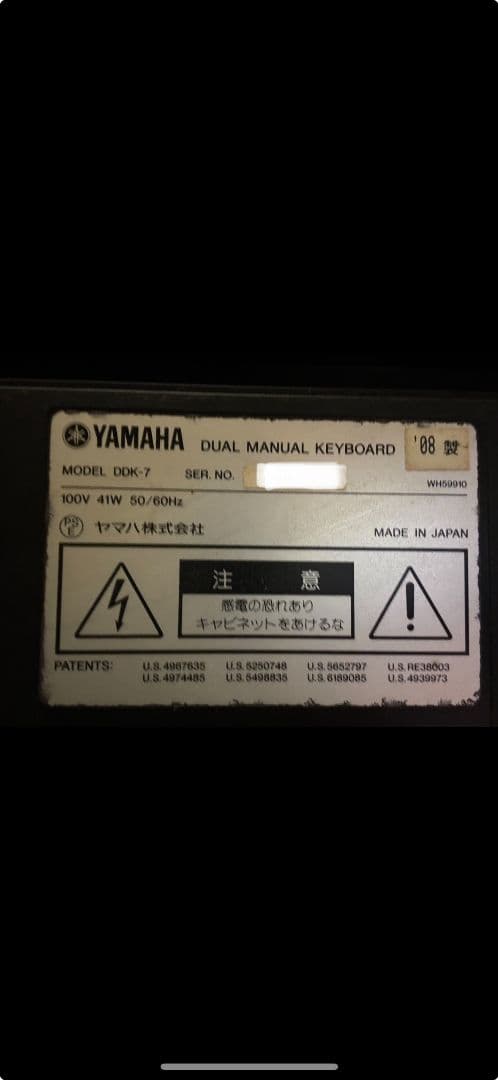 YAMAHA DUAL MANUAL KEYBOARD '08 製
MODEL DDK-7 SER. NO. WH59910
100V 41W 50/60Hz
PSE ヤマハ株式会社 MADE IN JAPAN
注 意
感電の恐れあり
キャビネットをあけるな
PATENTS: U.S.4967635 U.S.5250748 U.S.5652797 U.S.RE38003
U.S.4974485 U.S.5498835 U.S.6189085 U.S.4939973